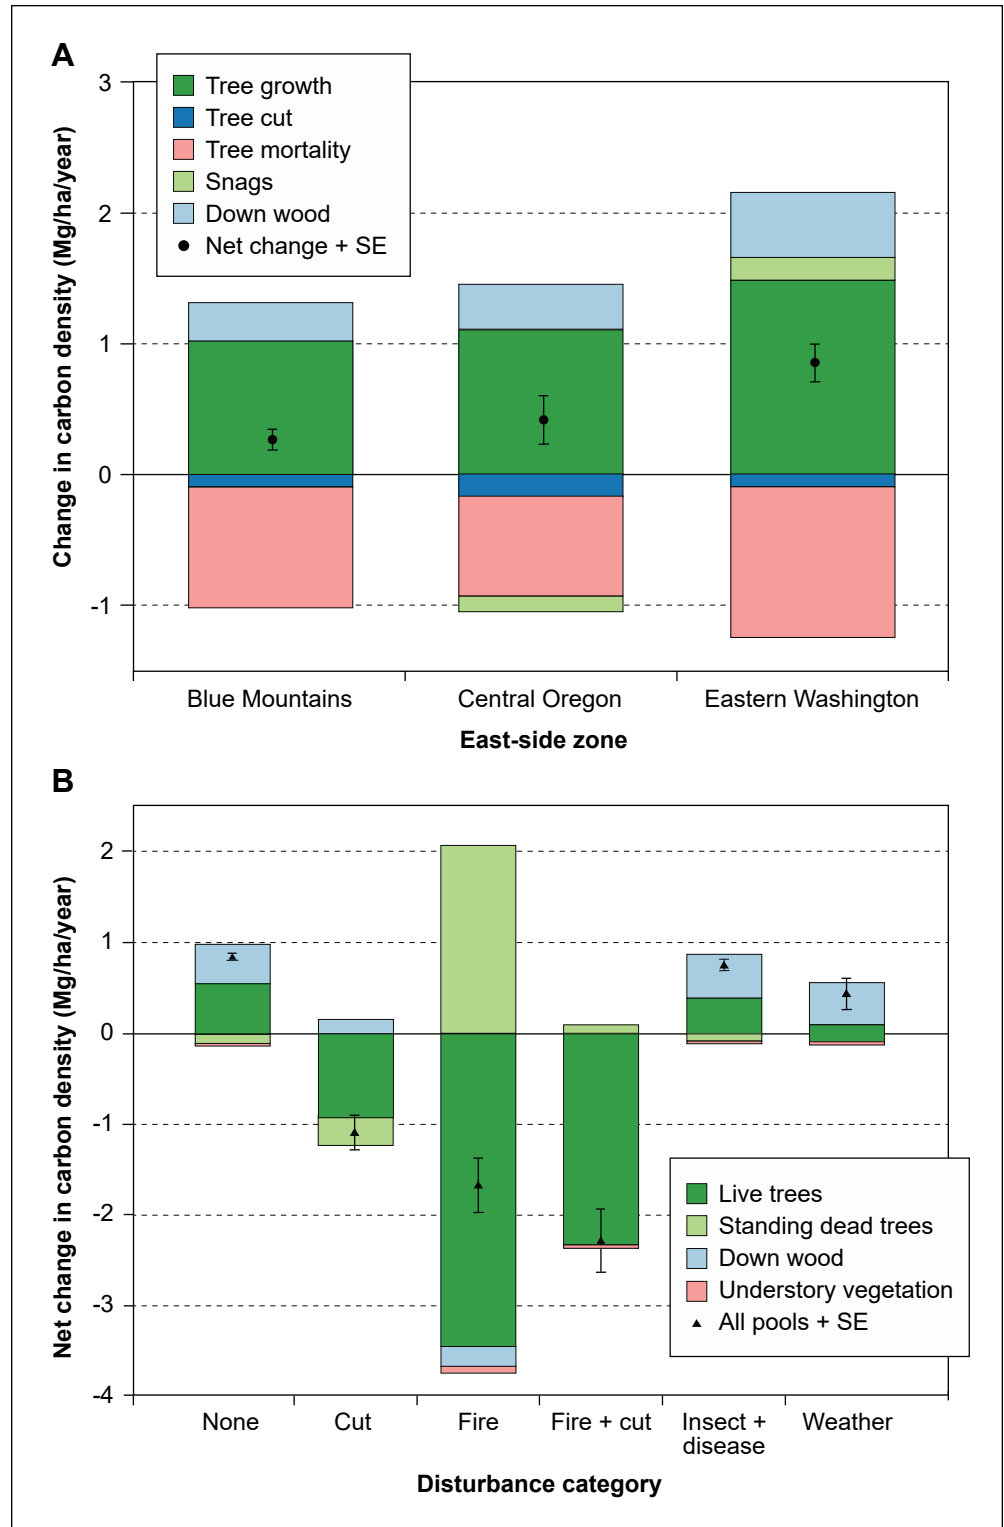 A
3
2
1
0
-1
Change in carbon density (Mg/ha/year)
Tree growth
Tree cut
Tree mortality
Snags
Down wood
Net change + SE
Blue Mountains
Central Oregon
Eastern Washington
East-side zone
B
2
1
0
-1
-2
-3
-4
Net change in carbon density (Mg/ha/year)
Live trees
Standing dead trees
Down wood
Understory vegetation
All pools + SE
None
Cut
Fire
Fire + cut
Insect +
disease
Weather
Disturbance category